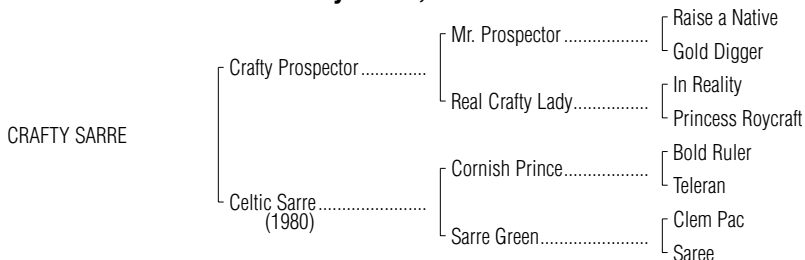 Raise a Native
Mr. Prospector ...................
Gold Digger
Crafty Prospector ..............
In Reality
Real Crafty Lady .................
Princess Roycraft
CRAFTY SARRE
Bold Ruler
Cornish Prince ...................
Teleran
Celtic Sarre ........................
(1980)
Clem Pac
Sarre Green ........................
Saree